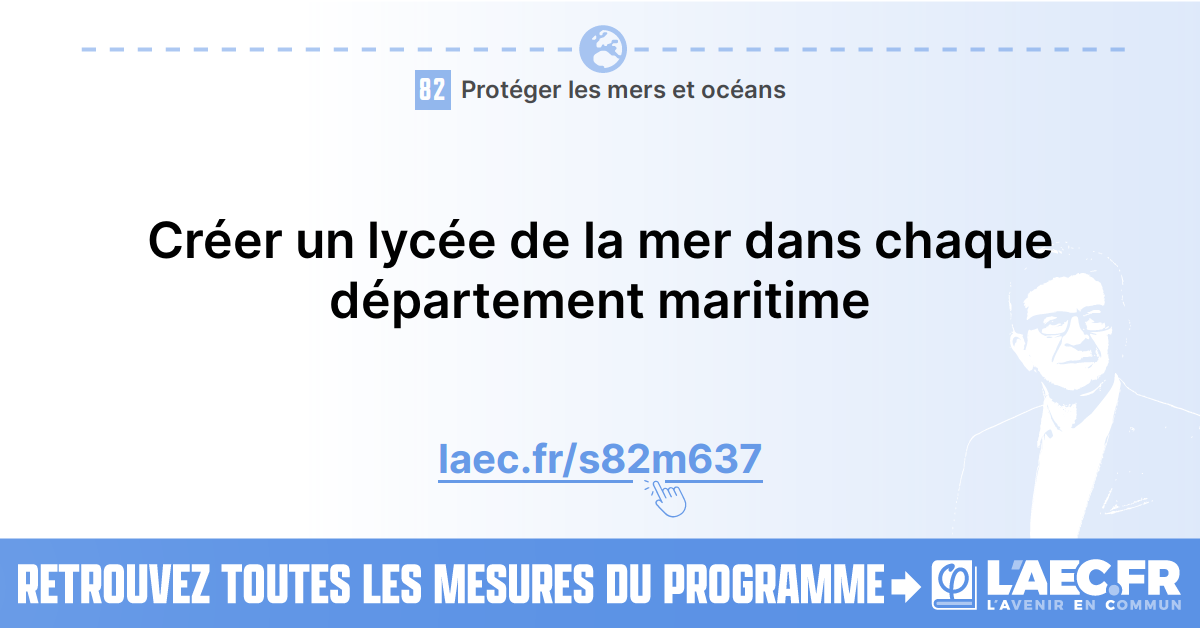 82 Protéger les mers et océans
Créer un lycée de la mer dans chaque
département maritime
laec.fr/s82m637
RETROUVEZ TOUTES LES MESURES DU PROGRAMME
φ L'AEC.FR
L'AVENIR EN COMMUN